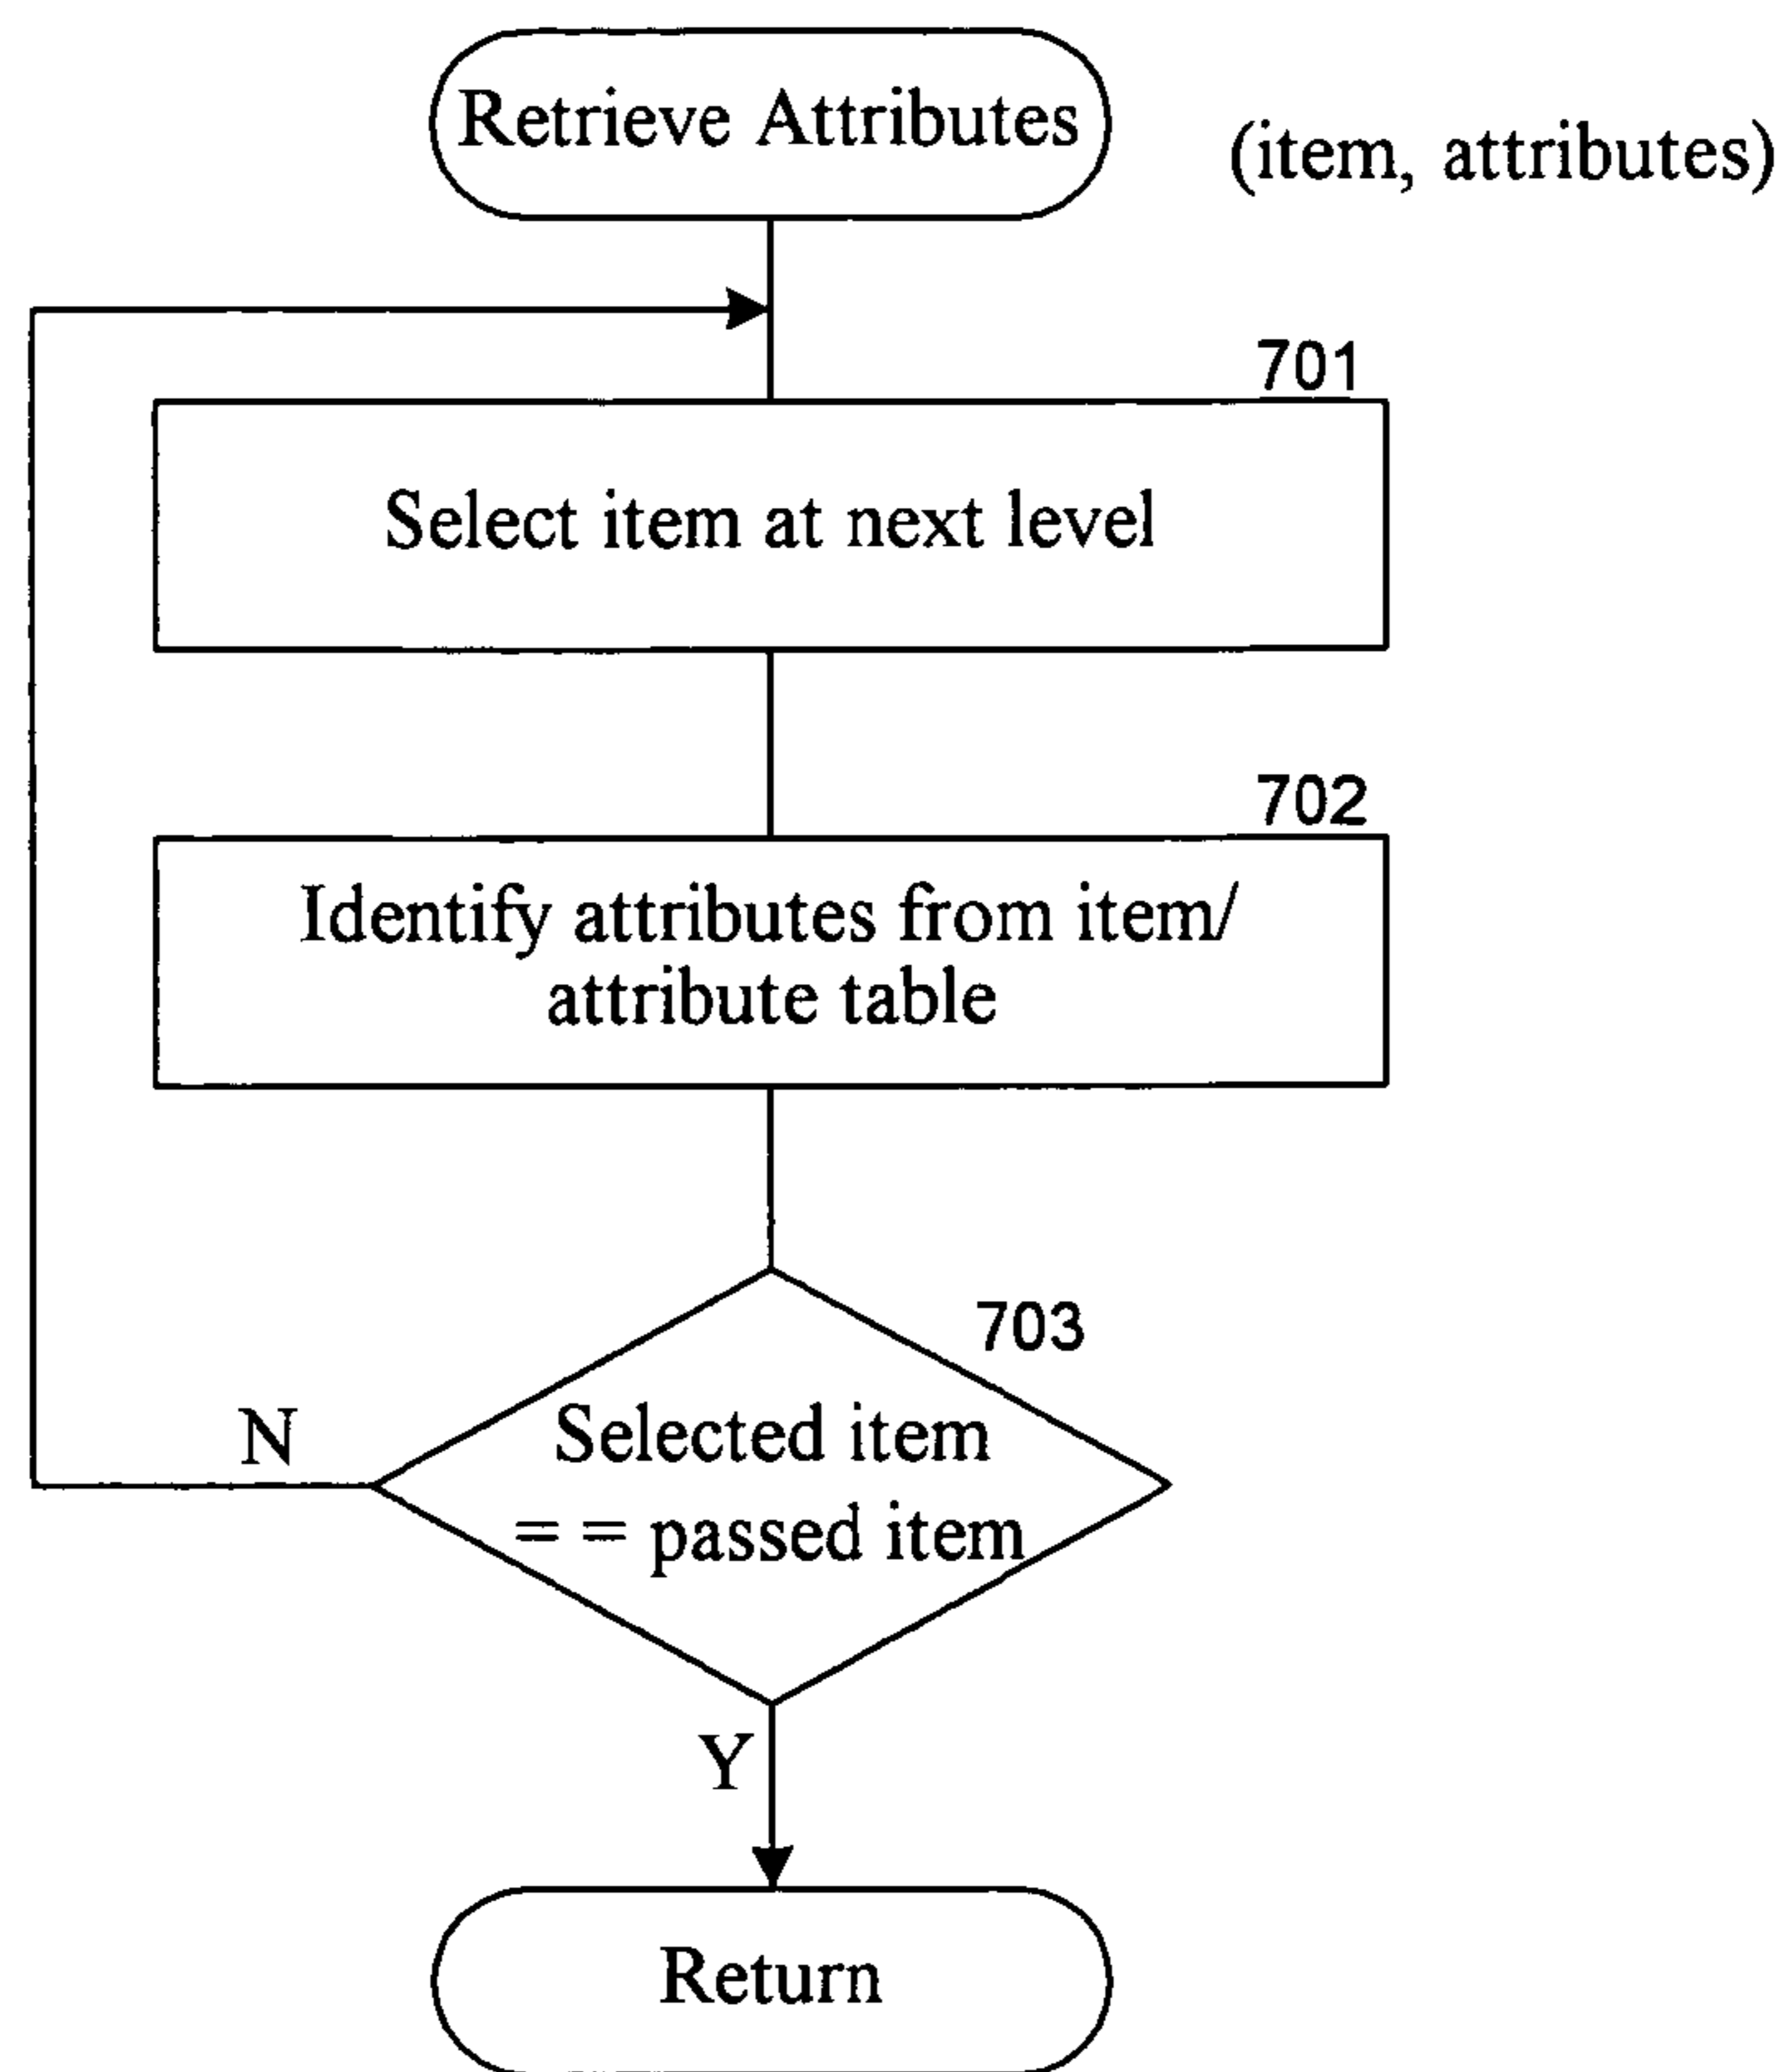 Retrieve Attributes
(item, attributes)
701
Select item at next level
702
Identify attributes from item/
attribute table
703
Selected item
= = passed item
N
Y
Return